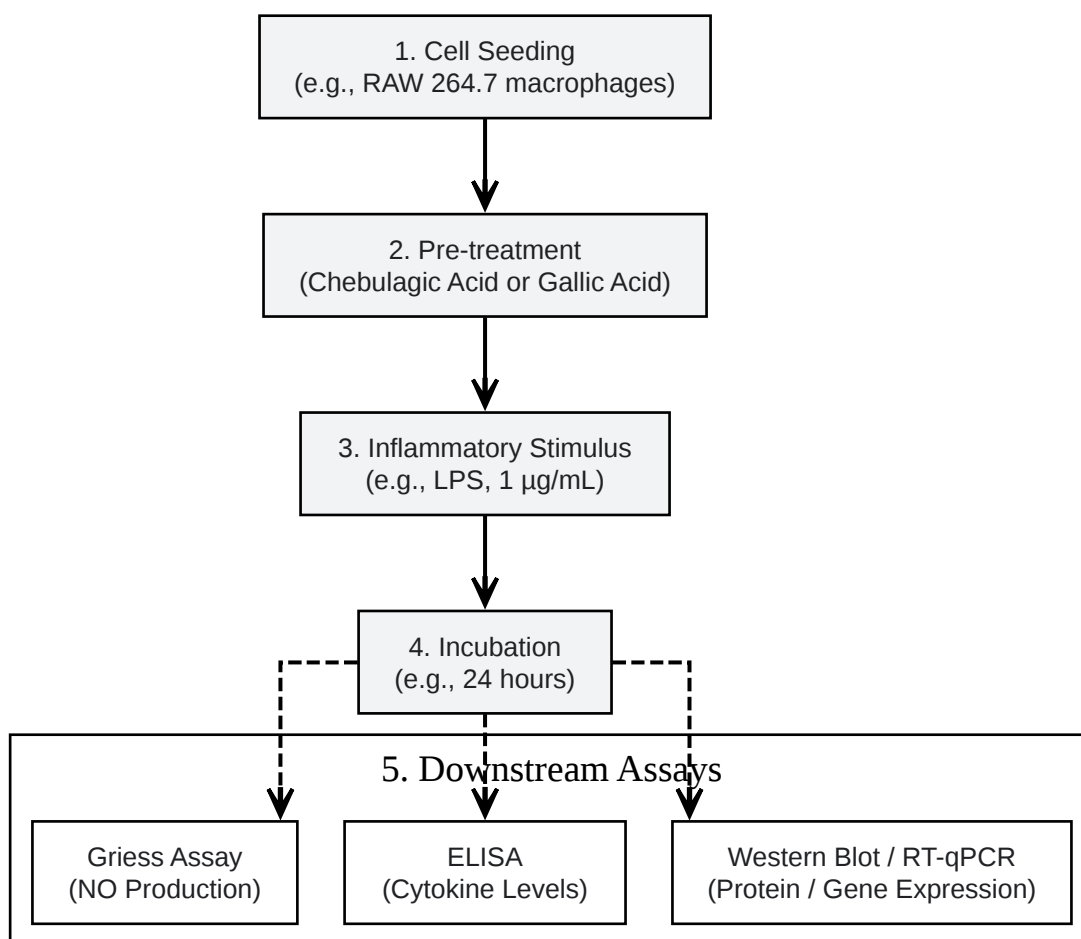 1. Cell Seeding
(e.g., RAW 264.7 macrophages)
2. Pre-treatment
(Chebulagic Acid or Gallic Acid)
3. Inflammatory Stimulus
(e.g., LPS, 1 µg/mL)
4. Incubation
(e.g., 24 hours)
5. Downstream Assays
Griess Assay
(NO Production)
ELISA
(Cytokine Levels)
Western Blot / RT-qPCR
(Protein / Gene Expression)